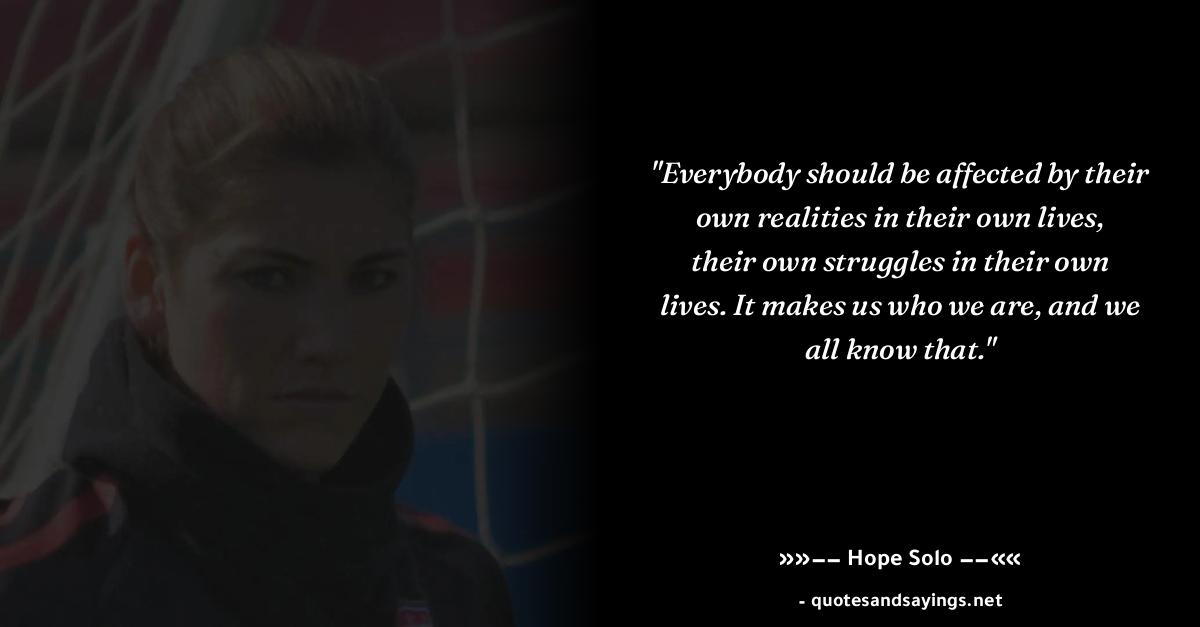 "Everybody should be affected by their
own realities in their own lives,
their own struggles in their own
lives. It makes us who we are, and we
all know that."
»»–– Hope Solo ––««
- quotesandsayings.net